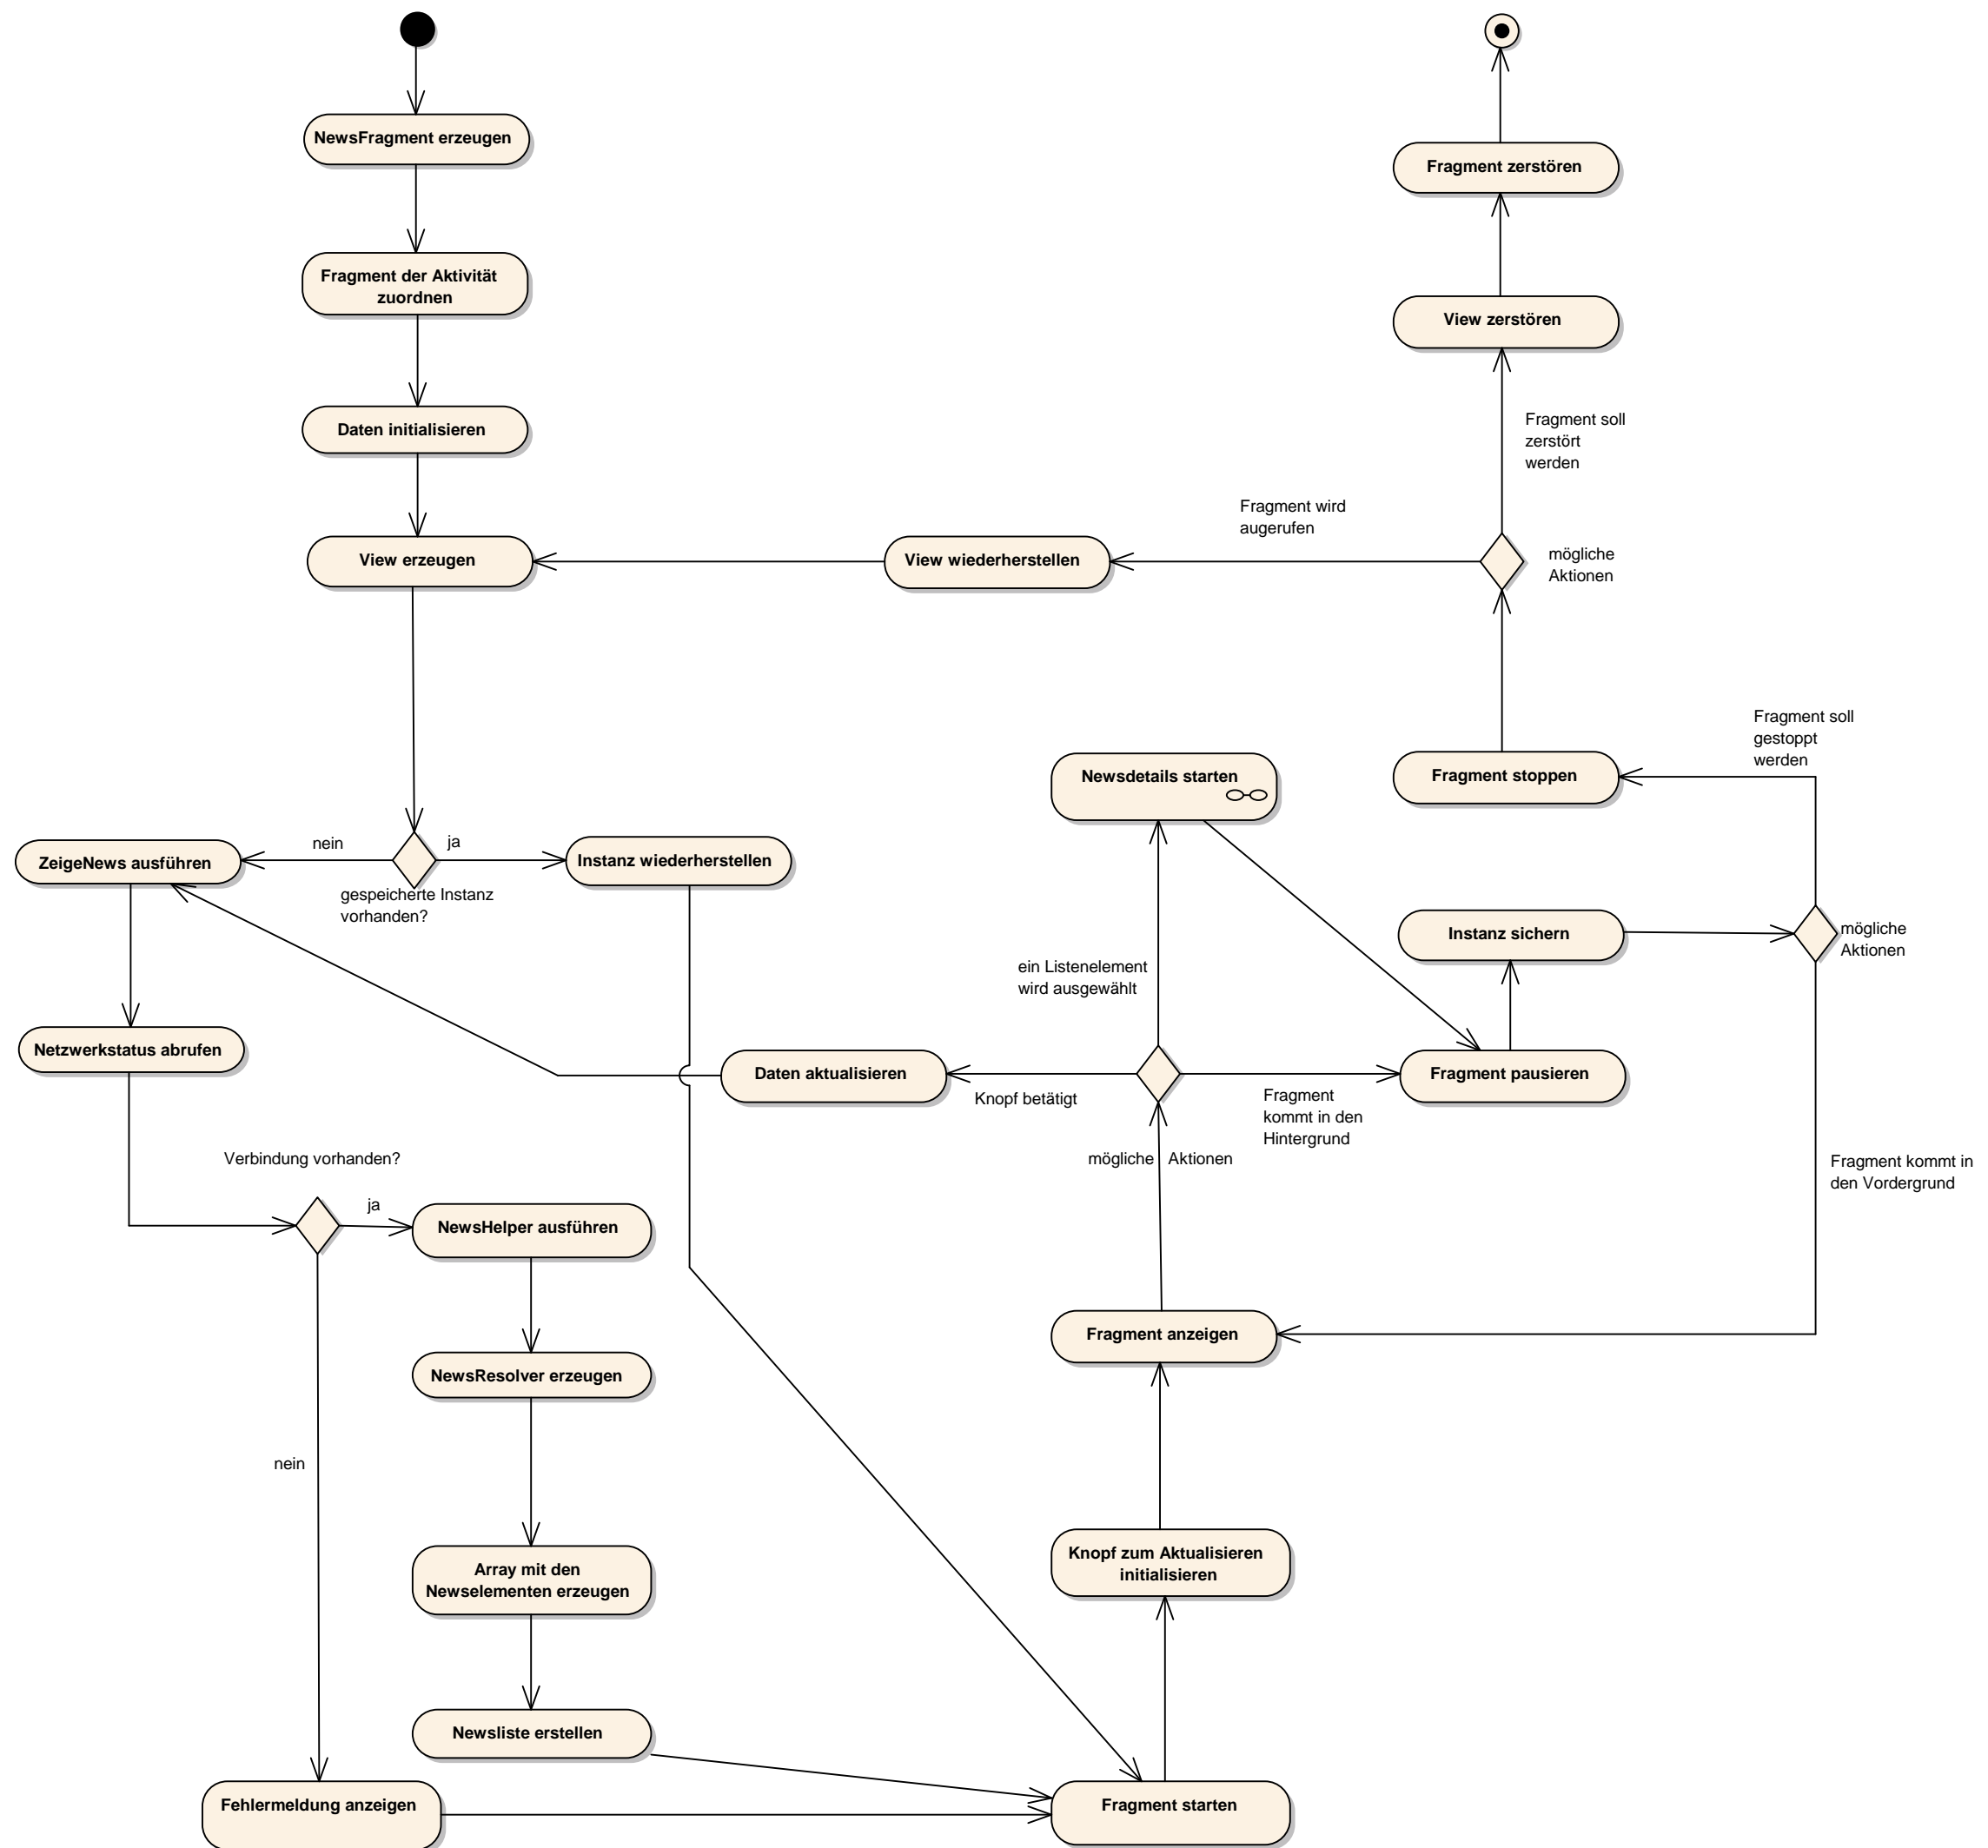 NewsFragment erzeugen
Fragment zerstören
Fragment der Aktivität
zuordnen
View zerstören
Daten initialisieren
Fragment soll
zerstört
werden
Fragment wird
augerufen
View erzeugen
View wiederherstellen
mögliche
Aktionen
Fragment soll
gestoppt
werden
Newsdetails starten
Fragment stoppen
ZeigeNews ausführen
nein
ja
Instanz wiederherstellen
gespeicherte Instanz
vorhanden?
Instanz sichern
mögliche
Aktionen
ein Listenelement
wird ausgewählt
Netzwerkstatus abrufen
Daten aktualisieren
Knopf betätigt
Fragment
kommt in den
Hintergrund
Fragment pausieren
mögliche Aktionen
Verbindung vorhanden?
Fragment kommt in
den Vordergrund
ja
NewsHelper ausführen
Fragment anzeigen
NewsResolver erzeugen
nein
Array mit den
Newselementen erzeugen
Knopf zum Aktualisieren
initialisieren
Newsliste erstellen
Fehlermeldung anzeigen
Fragment starten